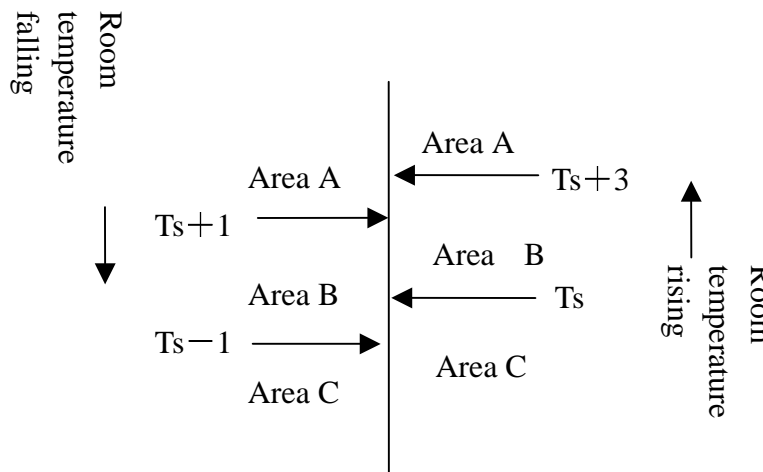 Room
temperature
falling
Area A
Area A
Ts+3
Ts+1
Area B
Area B
Ts
Ts-1
Area C
Area C
Room
temperature
rising